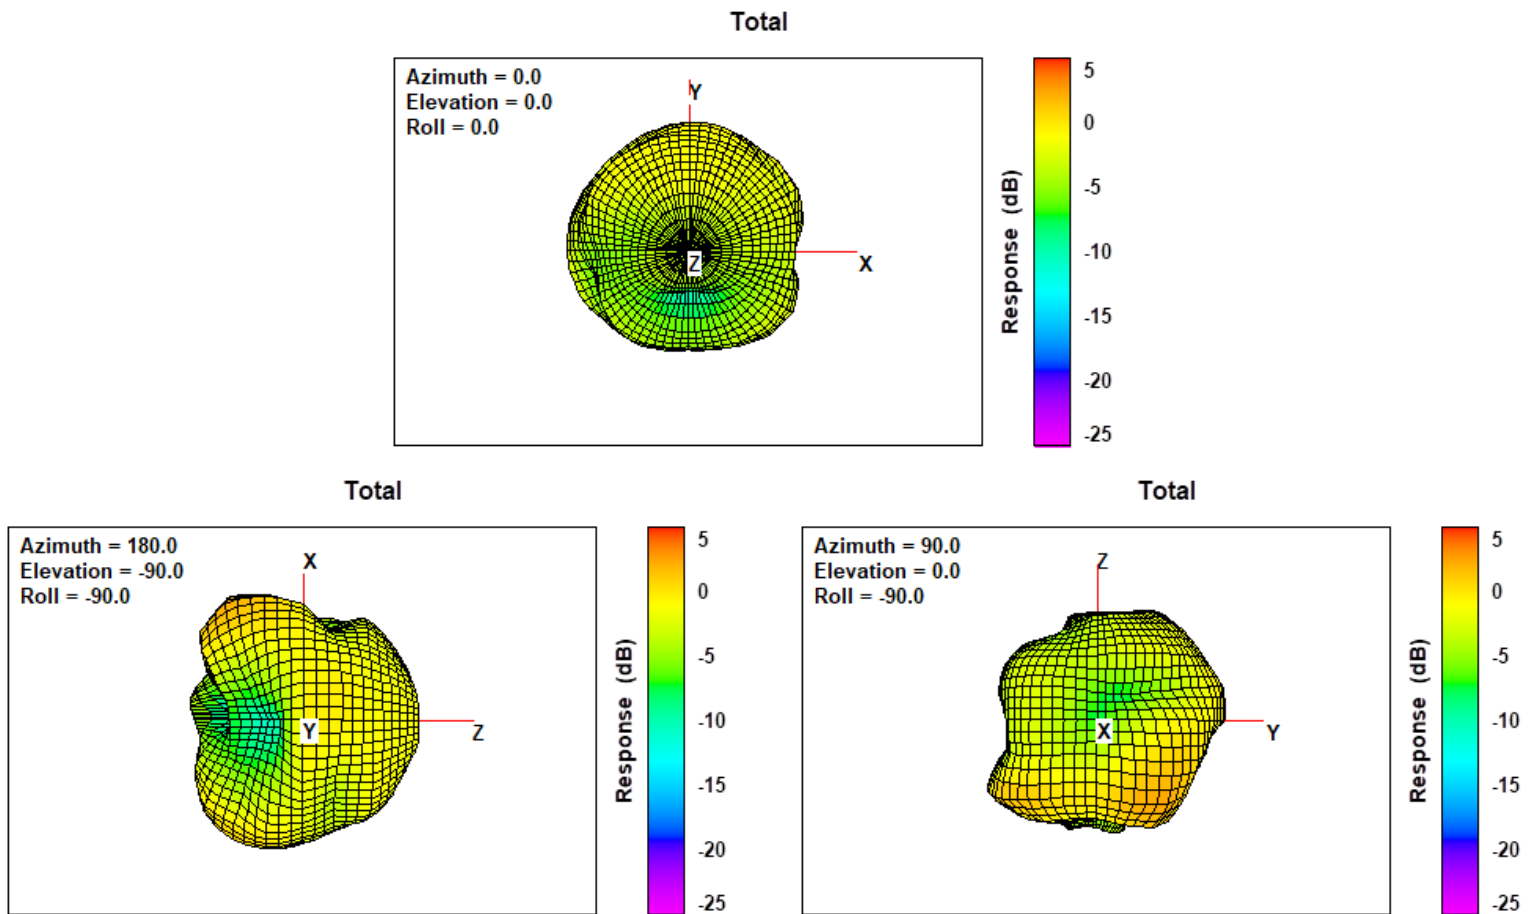 Total
Azimuth = 0.0
Elevation = 0.0
Roll = 0.0
Y
Z
X
Response (dB)
5
0
-5
-10
-15
-20
-25
Total
Azimuth = 180.0
Elevation = -90.0
Roll = -90.0
X
Y
Z
Response (dB)
5
0
-5
-10
-15
-20
-25
Total
Azimuth = 90.0
Elevation = 0.0
Roll = -90.0
Z
X
Y
Response (dB)
5
0
-5
-10
-15
-20
-25